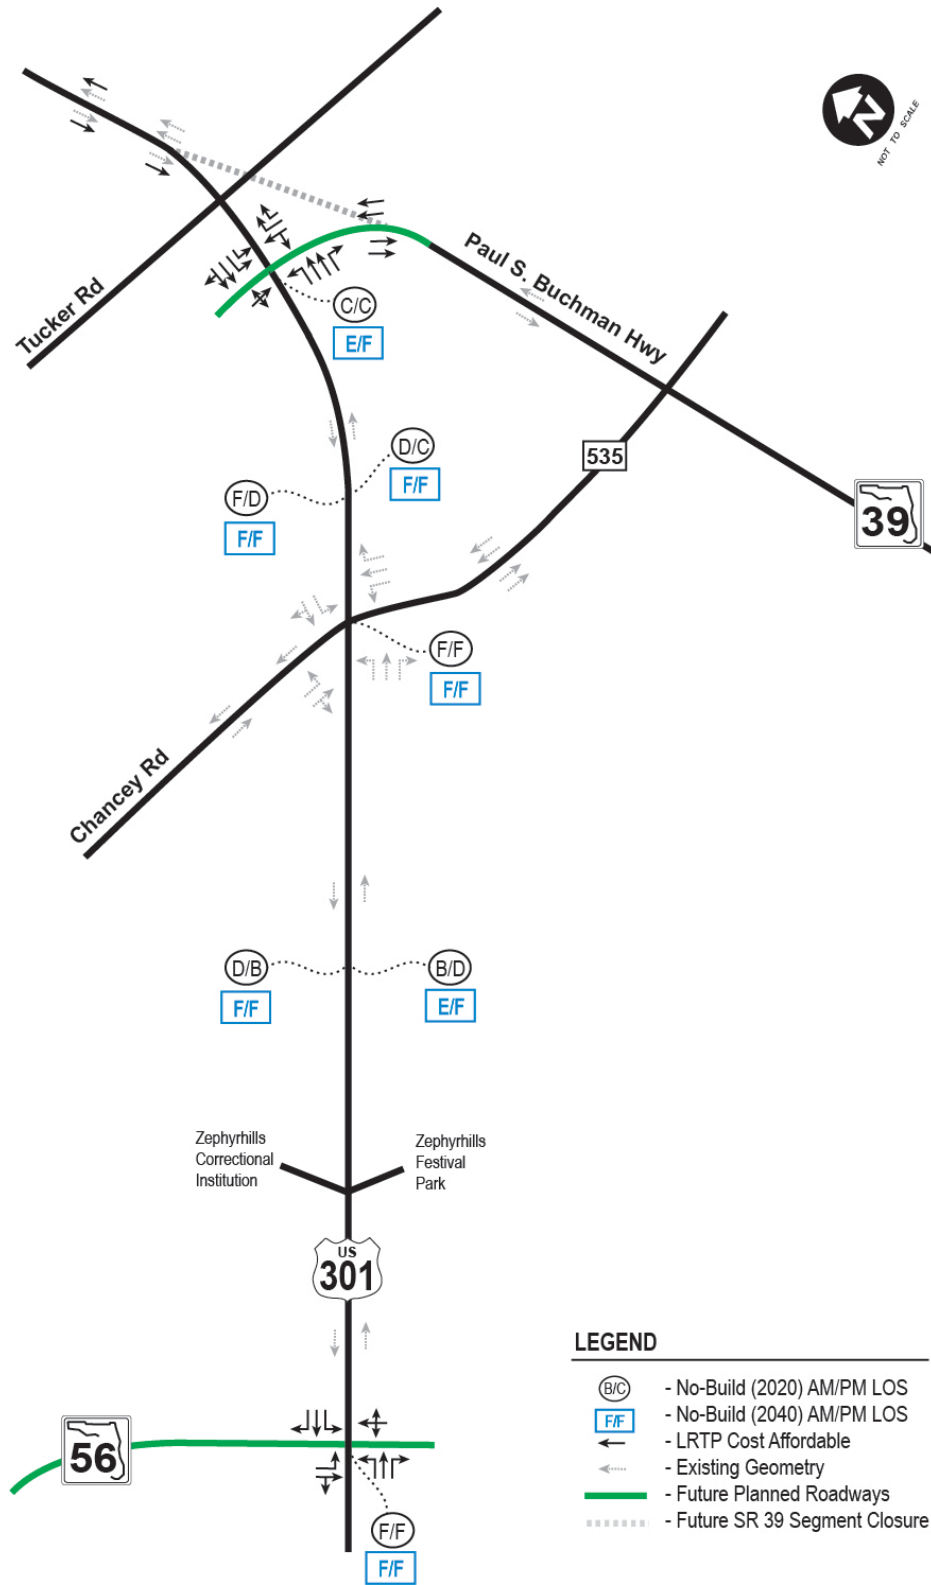 N
NOT TO SCALE
Tucker Rd
Paul S. Buchman Hwy
C/C
E/F
D/C
F/F
F/D
F/F
535
39
F/F
F/F
Chancey Rd
D/B
F/F
B/D
E/F
Zephyrhills
Correctional
Institution
Zephyrhills
Festival
Park
US
301
56
F/F
F/F
LEGEND
B/C - No-Build (2020) AM/PM LOS
F/F - No-Build (2040) AM/PM LOS
- LRTP Cost Affordable
- Existing Geometry
- Future Planned Roadways
- Future SR 39 Segment Closure